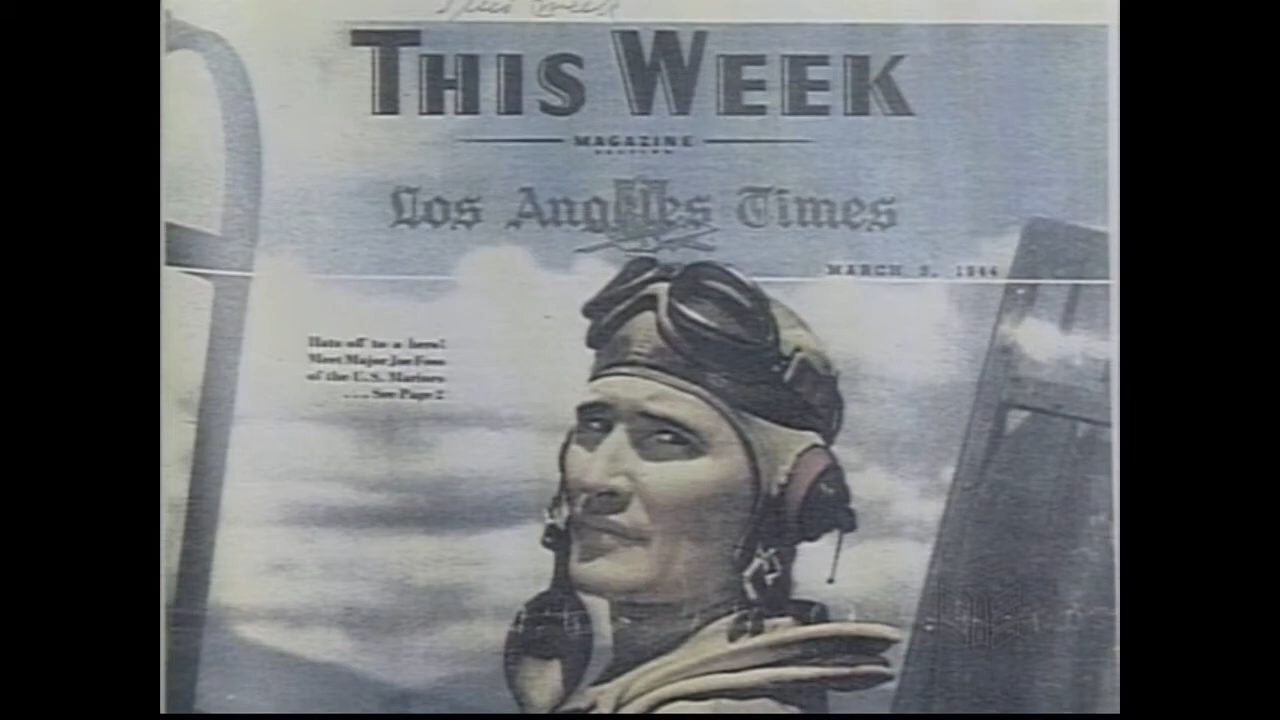 THIS WEEK
MAGAZINE
Los Angeles Times
MARCH 1944
Hats off to a hero!
Meet Major Joe Foss
of the U.S. Marines
... See Page 2